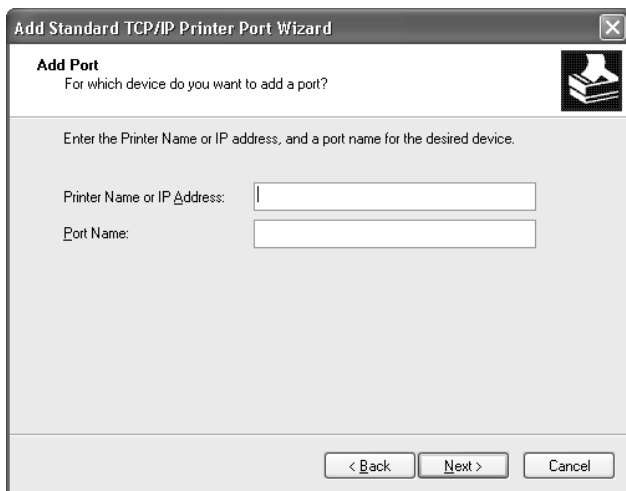 Add Standard TCP/IP Printer Port Wizard
Add Port
For which device do you want to add a port?
Enter the Printer Name or IP address, and a port name for the desired device.
Printer Name or IP Address:
Port Name:
< Back Next > Cancel